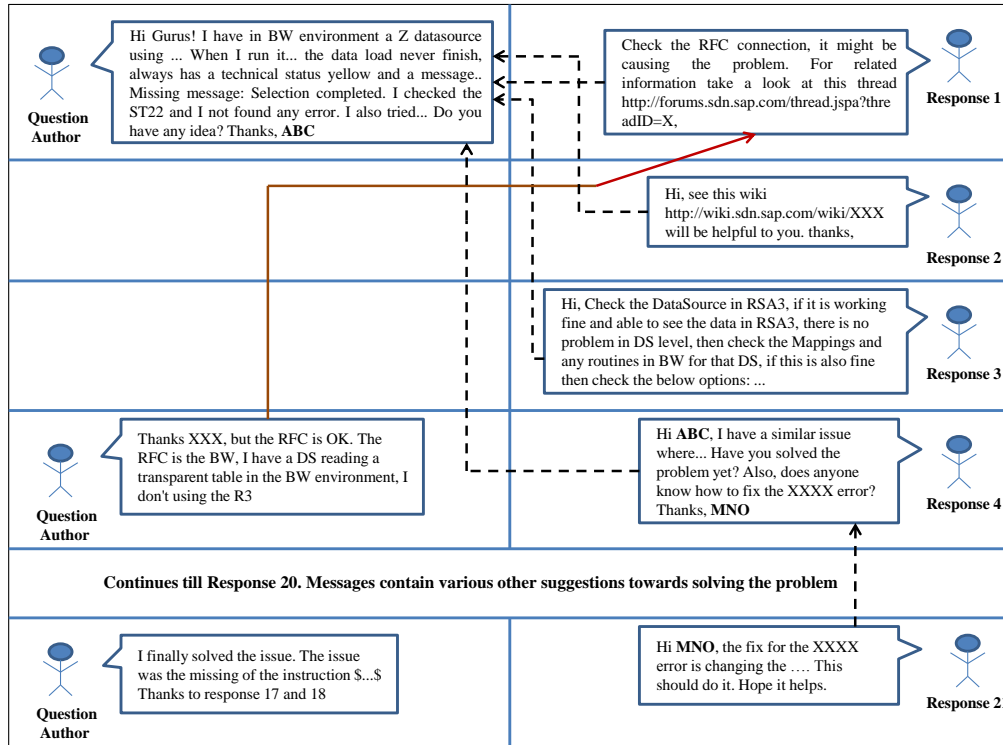 Hi Gurus! I have in BW environment a Z datasource
using ... When I run it... the data load never finish,
always has a technical status yellow and a message..
Missing message: Selection completed. I checked the
ST22 and I not found any error. I also tried... Do you
have any idea? Thanks, ABC
Question
Author
Check the RFC connection, it might be
causing the problem. For related
information take a look at this thread
http://forums.sdn.sap.com/thread.jspa?thre
adID=X,
Response 1
Hi, see this wiki
http://wiki.sdn.sap.com/wiki/XXX
will be helpful to you. thanks,
Response 2
Hi, Check the DataSource in RSA3, if it is working
fine and able to see the data in RSA3, there is no
problem in DS level, then check the Mappings and
any routines in BW for that DS, if this is also fine
then check the below options: ...
Response 3
Thanks XXX, but the RFC is OK. The
RFC is the BW, I have a DS reading a
transparent table in the BW environment, I
don't using the R3
Question
Author
Hi ABC, I have a similar issue
where... Have you solved the
problem yet? Also, does anyone
know how to fix the XXXX error?
Thanks, MNO
Response 4
Continues till Response 20. Messages contain various other suggestions towards solving the problem
I finally solved the issue. The issue
was the missing of the instruction $...$
Thanks to response 17 and 18
Question
Author
Hi MNO, the fix for the XXXX
error is changing the …. This
should do it. Hope it helps.
Response 2